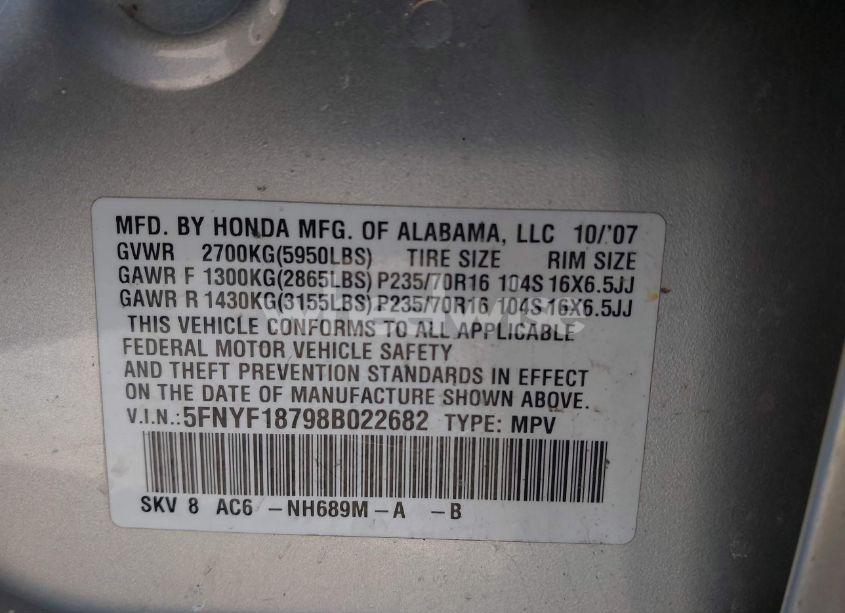 MFD. BY HONDA MFG. OF ALABAMA, LLC 10/'07
GVWR 2700KG(5950LBS) TIRE SIZE RIM SIZE
GAWR F 1300KG(2865LBS) P235/70R16 104S 16X6.5JJ
GAWR R 1430KG(3155LBS) P235/70R16 104S 16X6.5JJ
THIS VEHICLE CONFORMS TO ALL APPLICABLE
FEDERAL MOTOR VEHICLE SAFETY
AND THEFT PREVENTION STANDARDS IN EFFECT
ON THE DATE OF MANUFACTURE SHOWN ABOVE.
V.I.N.: 5FNYF18798B022682 TYPE: MPV
SKV 8 AC6 -NH689M-A -B